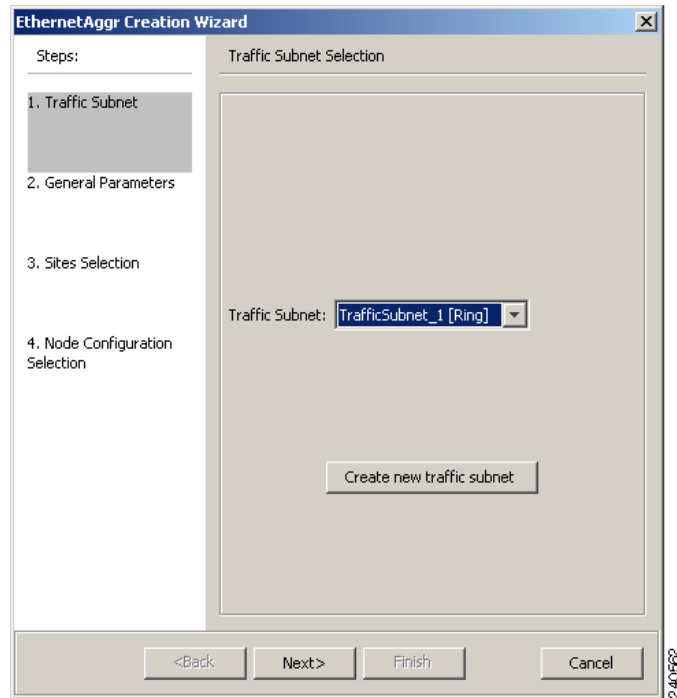 EthernetAggr Creation Wizard
Steps:
Traffic Subnet Selection
1. Traffic Subnet
2. General Parameters
3. Sites Selection
4. Node Configuration
Selection
Traffic Subnet: TrafficSubnet_1 [Ring]
Create new traffic subnet
<Back Next> Finish Cancel
240562